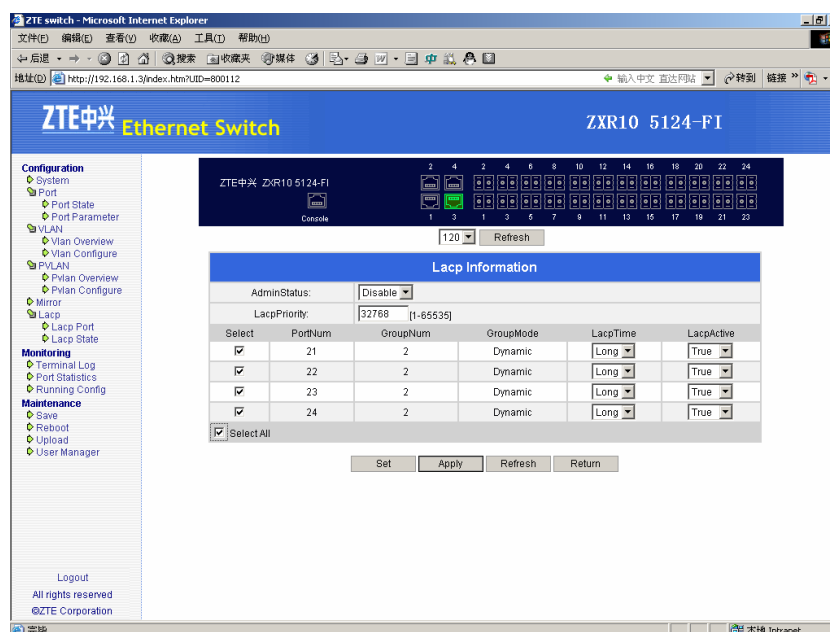 ZTE switch - Microsoft Internet Explorer
文件(F) 编辑(E) 查看(V) 收藏(A) 工具(T) 帮助(H)
后退 搜索 收藏夹 媒体
地址(D) http://192.168.1.3/index.htm?UID=800112 输入中文 直达网站 转到 链接 »
ZTE中兴 Ethernet Switch ZXR10 5124-FI
Configuration
System
Port
Port State
Port Parameter
VLAN
Vlan Overview
Vlan Configure
PVLAN
Pvlan Overview
Pvlan Configure
Mirror
Lacp
Lacp Port
Lacp State
Monitoring
Terminal Log
Port Statistics
Running Config
Maintenance
Save
Reboot
Upload
User Manager
Logout
All rights reserved
©ZTE Corporation
2 4 2 4 6 8 10 12 14 16 18 20 22 24
ZTE中兴 ZXR10 5124-FI
Console 1 3 1 3 5 7 9 11 13 15 17 19 21 23
120 Refresh
Lacp Information
AdminStatus: Disable
LacpPriority: 32768 [1-65535]
Select PortNum GroupNum GroupMode LacpTime LacpActive
21 2 Dynamic Long True
22 2 Dynamic Long True
23 2 Dynamic Long True
24 2 Dynamic Long True
Select All
Set Apply Refresh Return
完毕 本地 Intranet